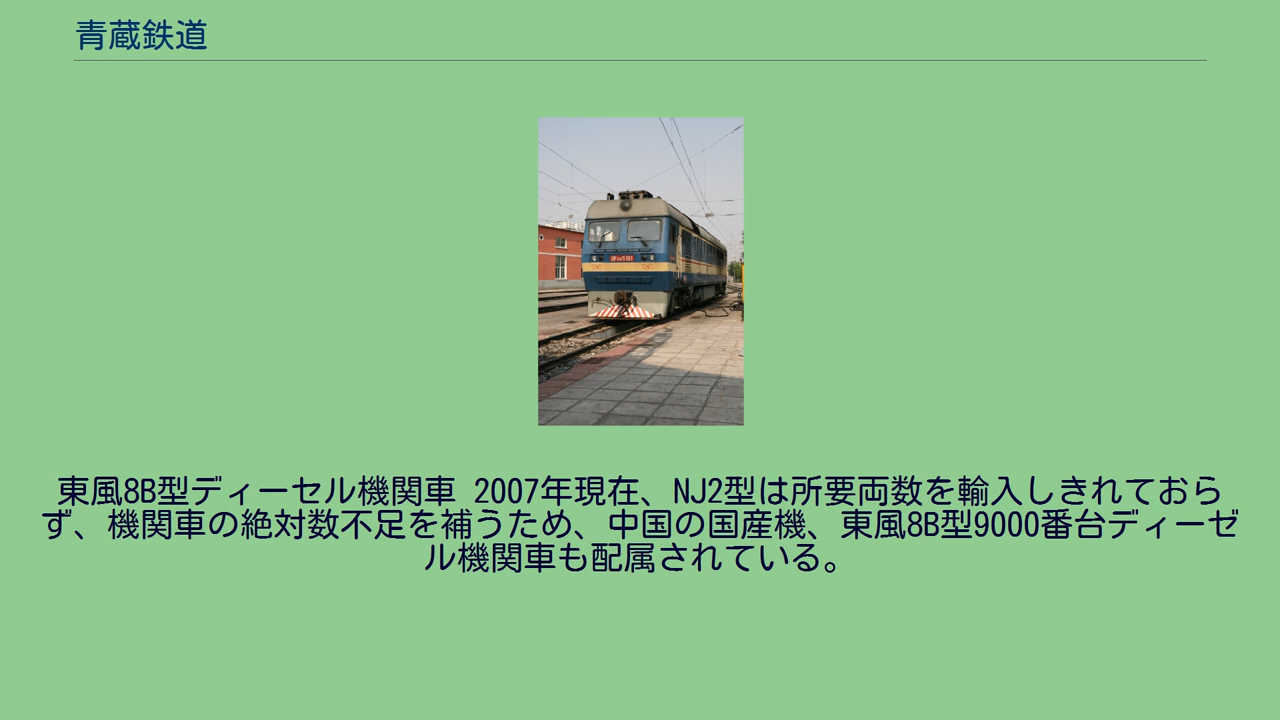 青蔵鉄道
東風8B型ディーセル機関車 2007年現在、NJ2型は所要両数を輸入しきれておら
ず、機関車の絶対数不足を補うため、中国の国産機、東風8B型9000番台ディーゼ
ル機関車も配属されている。